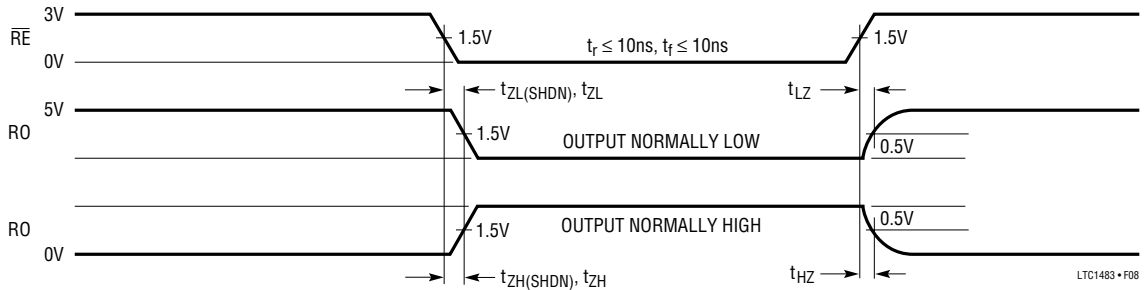 3V
RE
1.5V
tr ≤ 10ns, tf ≤ 10ns
1.5V
0V
tZL(SHDN), tZL
tLZ
5V
RO
1.5V
OUTPUT NORMALLY LOW
0.5V
RO
1.5V
OUTPUT NORMALLY HIGH
0.5V
0V
tZH(SHDN), tZH
tHZ
LTC1483 • F08